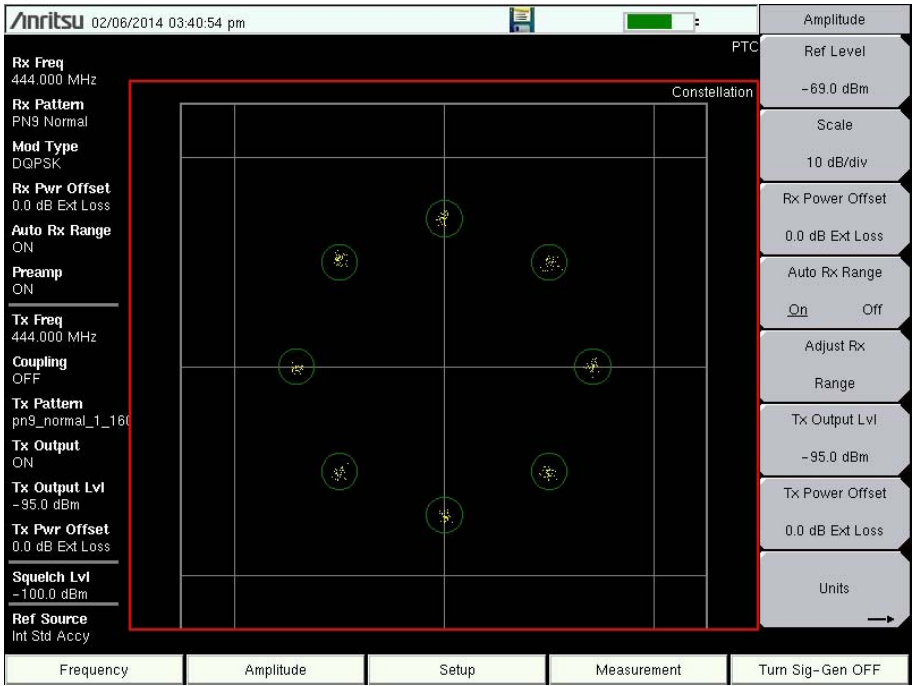 Anritsu 02/06/2014 03:40:54 pm
Rx Freq
444.000 MHz
Rx Pattern
PN9 Normal
Mod Type
DQPSK
Rx Pwr Offset
0.0 dB Ext Loss
Auto Rx Range
ON
Preamp
ON
Tx Freq
444.000 MHz
Coupling
OFF
Tx Pattern
pn9_normal_1_160
Tx Output
ON
Tx Output Lvl
-95.0 dBm
Tx Pwr Offset
0.0 dB Ext Loss
Squelch Lvl
-100.0 dBm
Ref Source
Int Std Accy
PTC
Constellation
Amplitude
Ref Level
-69.0 dBm
Scale
10 dB/div
Rx Power Offset
0.0 dB Ext Loss
Auto Rx Range
On Off
Adjust Rx
Range
Tx Output Lvl
-95.0 dBm
Tx Power Offset
0.0 dB Ext Loss
Units
Frequency Amplitude Setup Measurement Turn Sig-Gen OFF